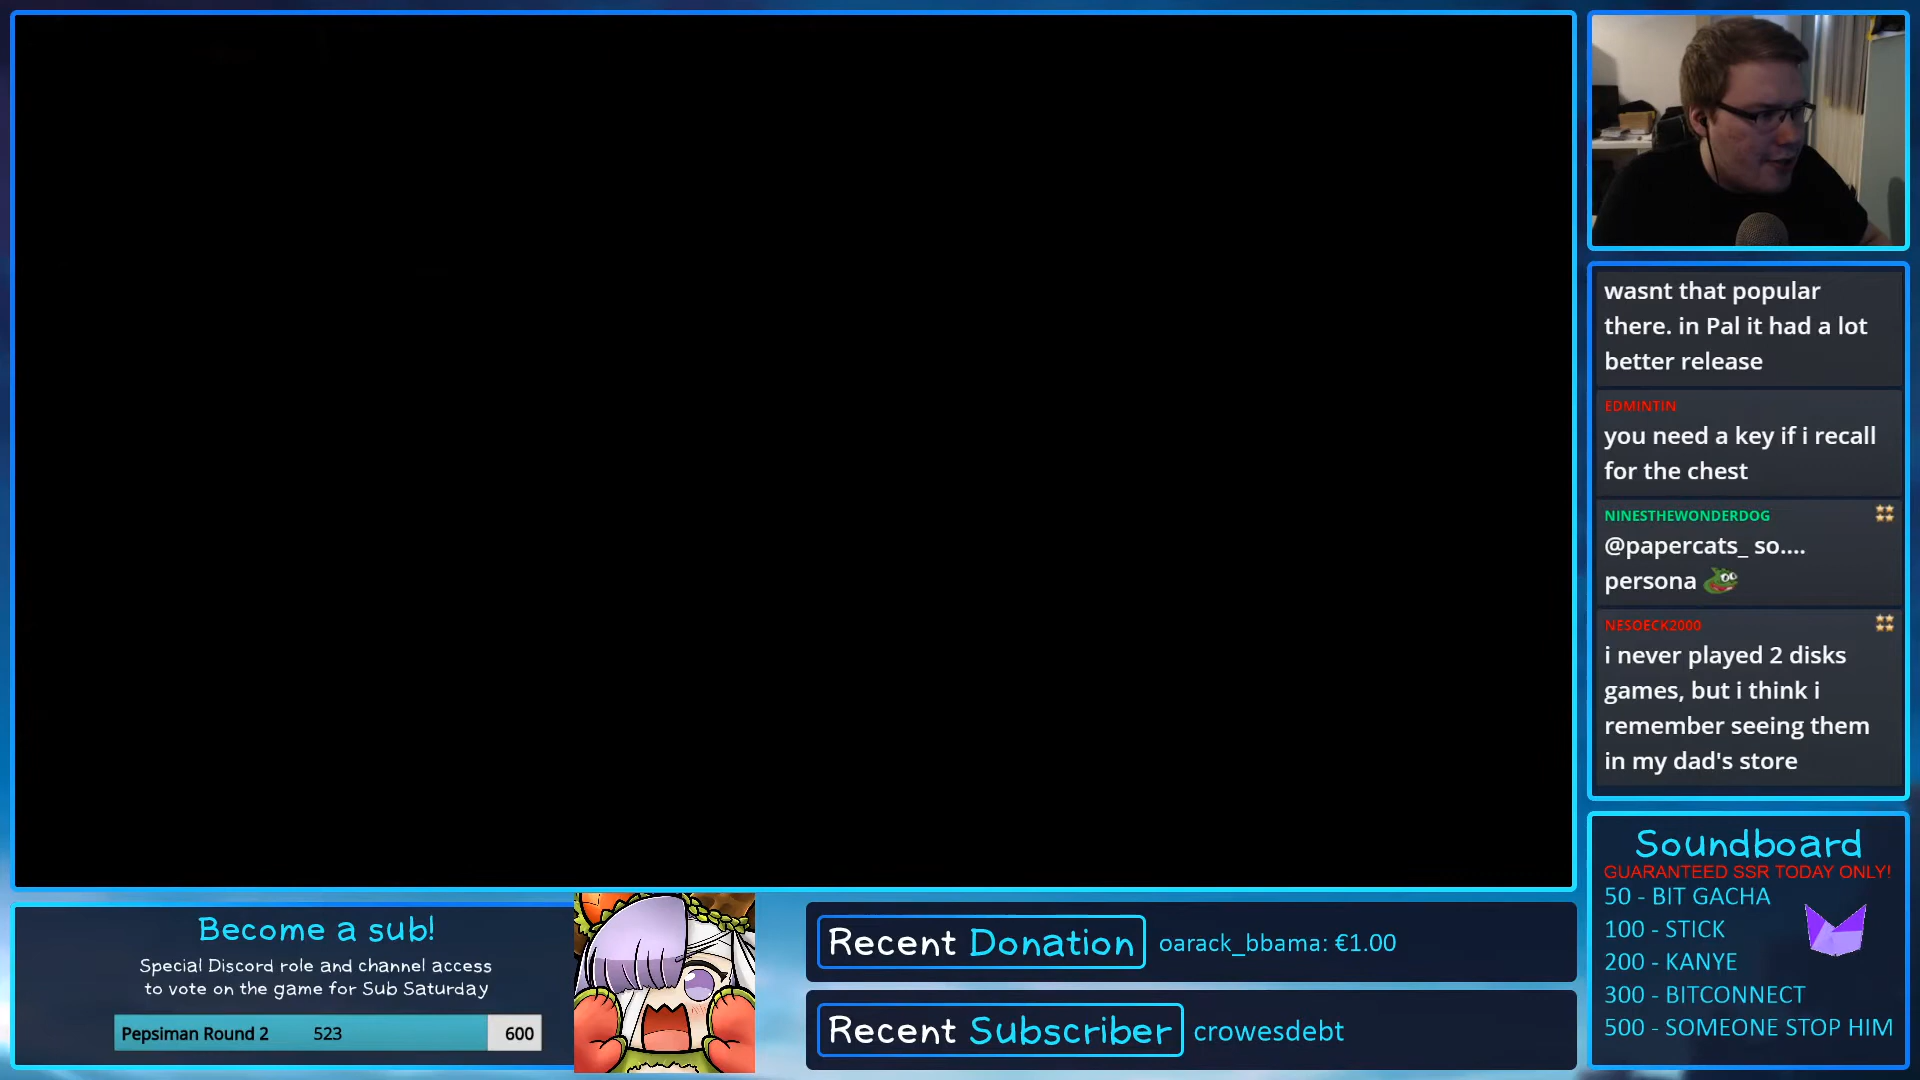 wasnt that popular
there. in Pal it had a lot
better release
EDMINTIN
you need a key if i recall
for the chest
NINESTHEWONDERDOG
@papercats_ so....
persona
NESOECK2000
i never played 2 disks
games, but i think i
remember seeing them
in my dad's store
Soundboard
GUARANTEED SSR TODAY ONLY!
50 - BIT GACHA
100 - STICK
200 - KANYE
300 - BITCONNECT
500 - SOMEONE STOP HIM
Become a sub!
Special Discord role and channel access
to vote on the game for Sub Saturday
Pepsiman Round 2 523 600
Recent Donation oarack_bbama: €1.00
Recent Subscriber crowesdebt